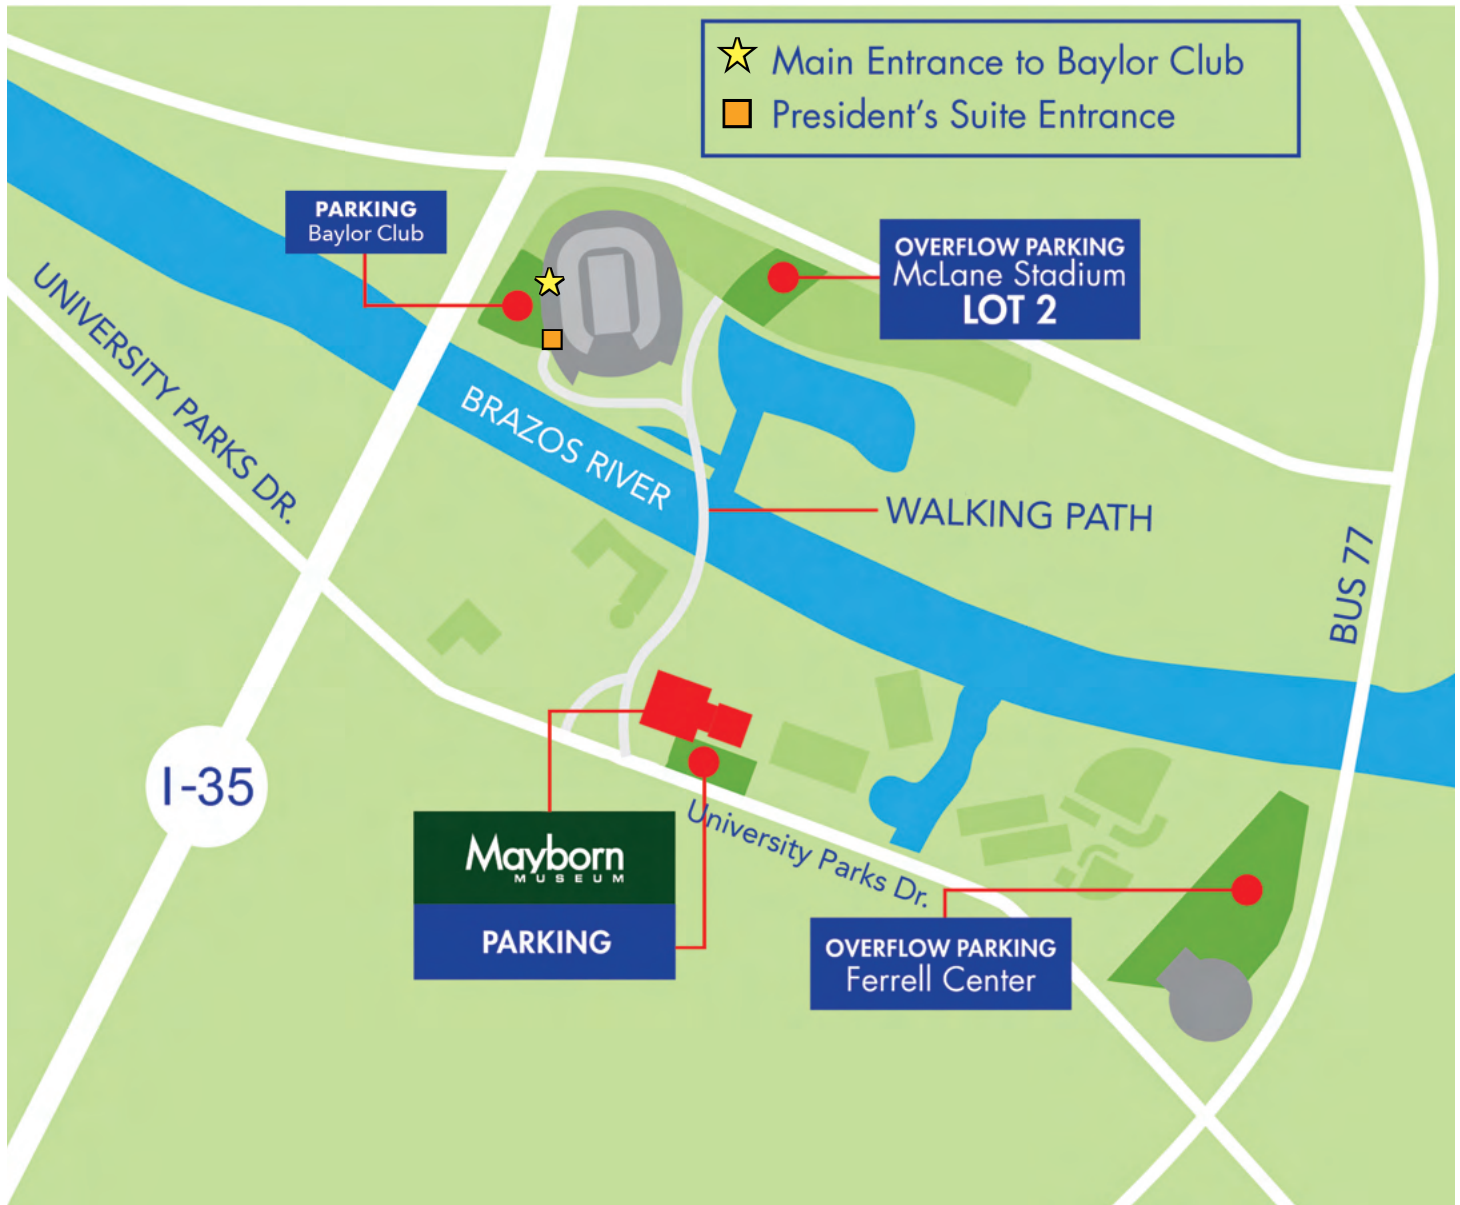 Main Entrance to Baylor Club
President's Suite Entrance
PARKING
Baylor Club
OVERFLOW PARKING
McLane Stadium
LOT 2
UNIVERSITY PARKS DR.
BRAZOS RIVER
WALKING PATH
BUS 77
I-35
Mayborn
MUSEUM
PARKING
University Parks Dr.
OVERFLOW PARKING
Ferrell Center